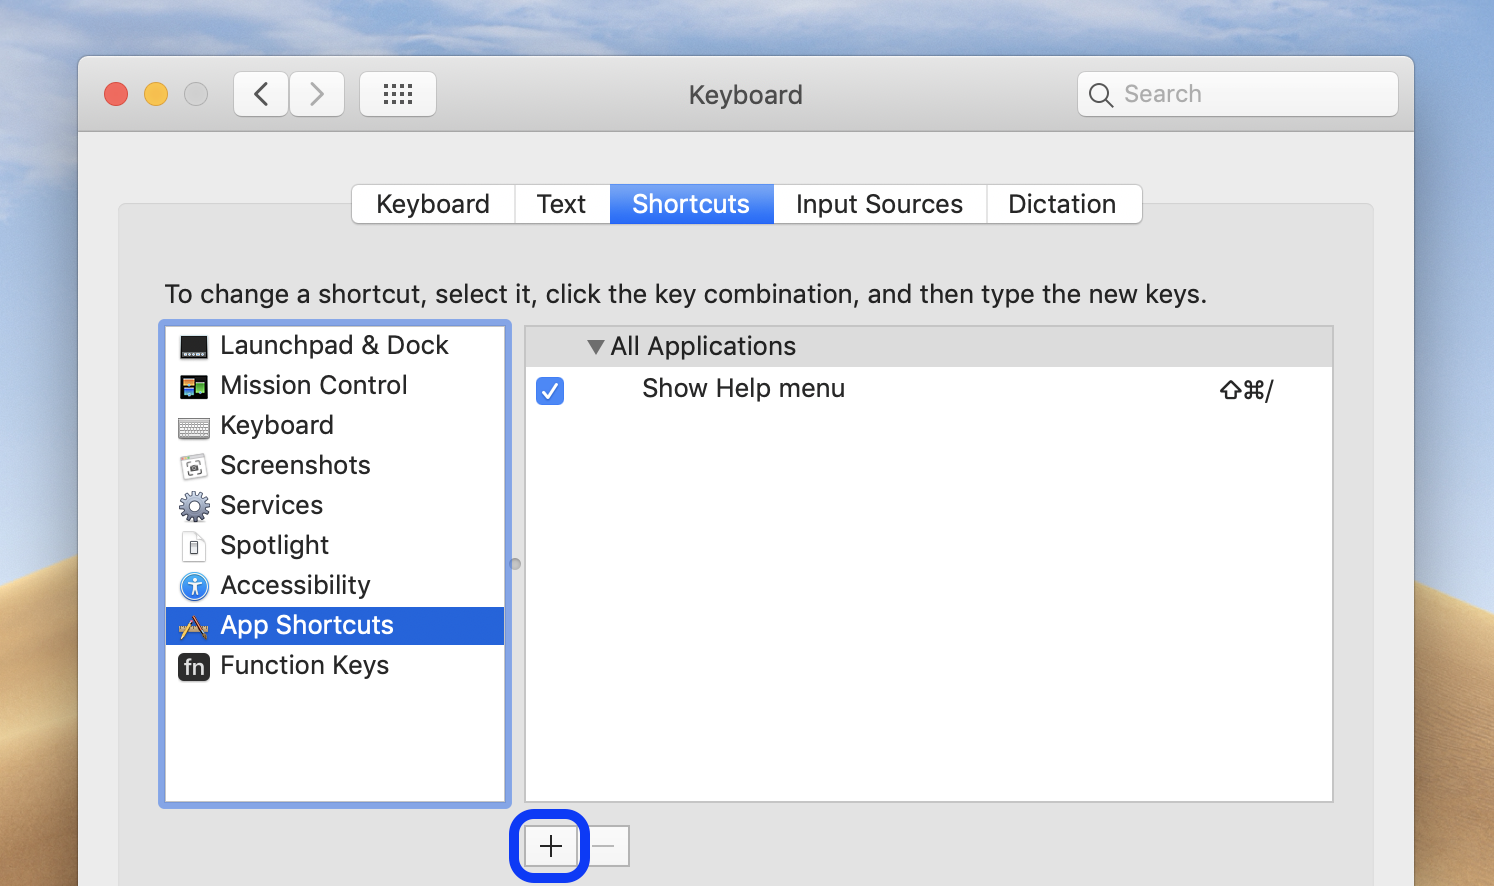 Keyboard
Search
Keyboard Text Shortcuts Input Sources Dictation
To change a shortcut, select it, click the key combination, and then type the new keys.
Launchpad & Dock
Mission Control
Keyboard
Screenshots
Services
Spotlight
Accessibility
App Shortcuts
fn Function Keys
▼ All Applications
Show Help menu ⇧⌘/